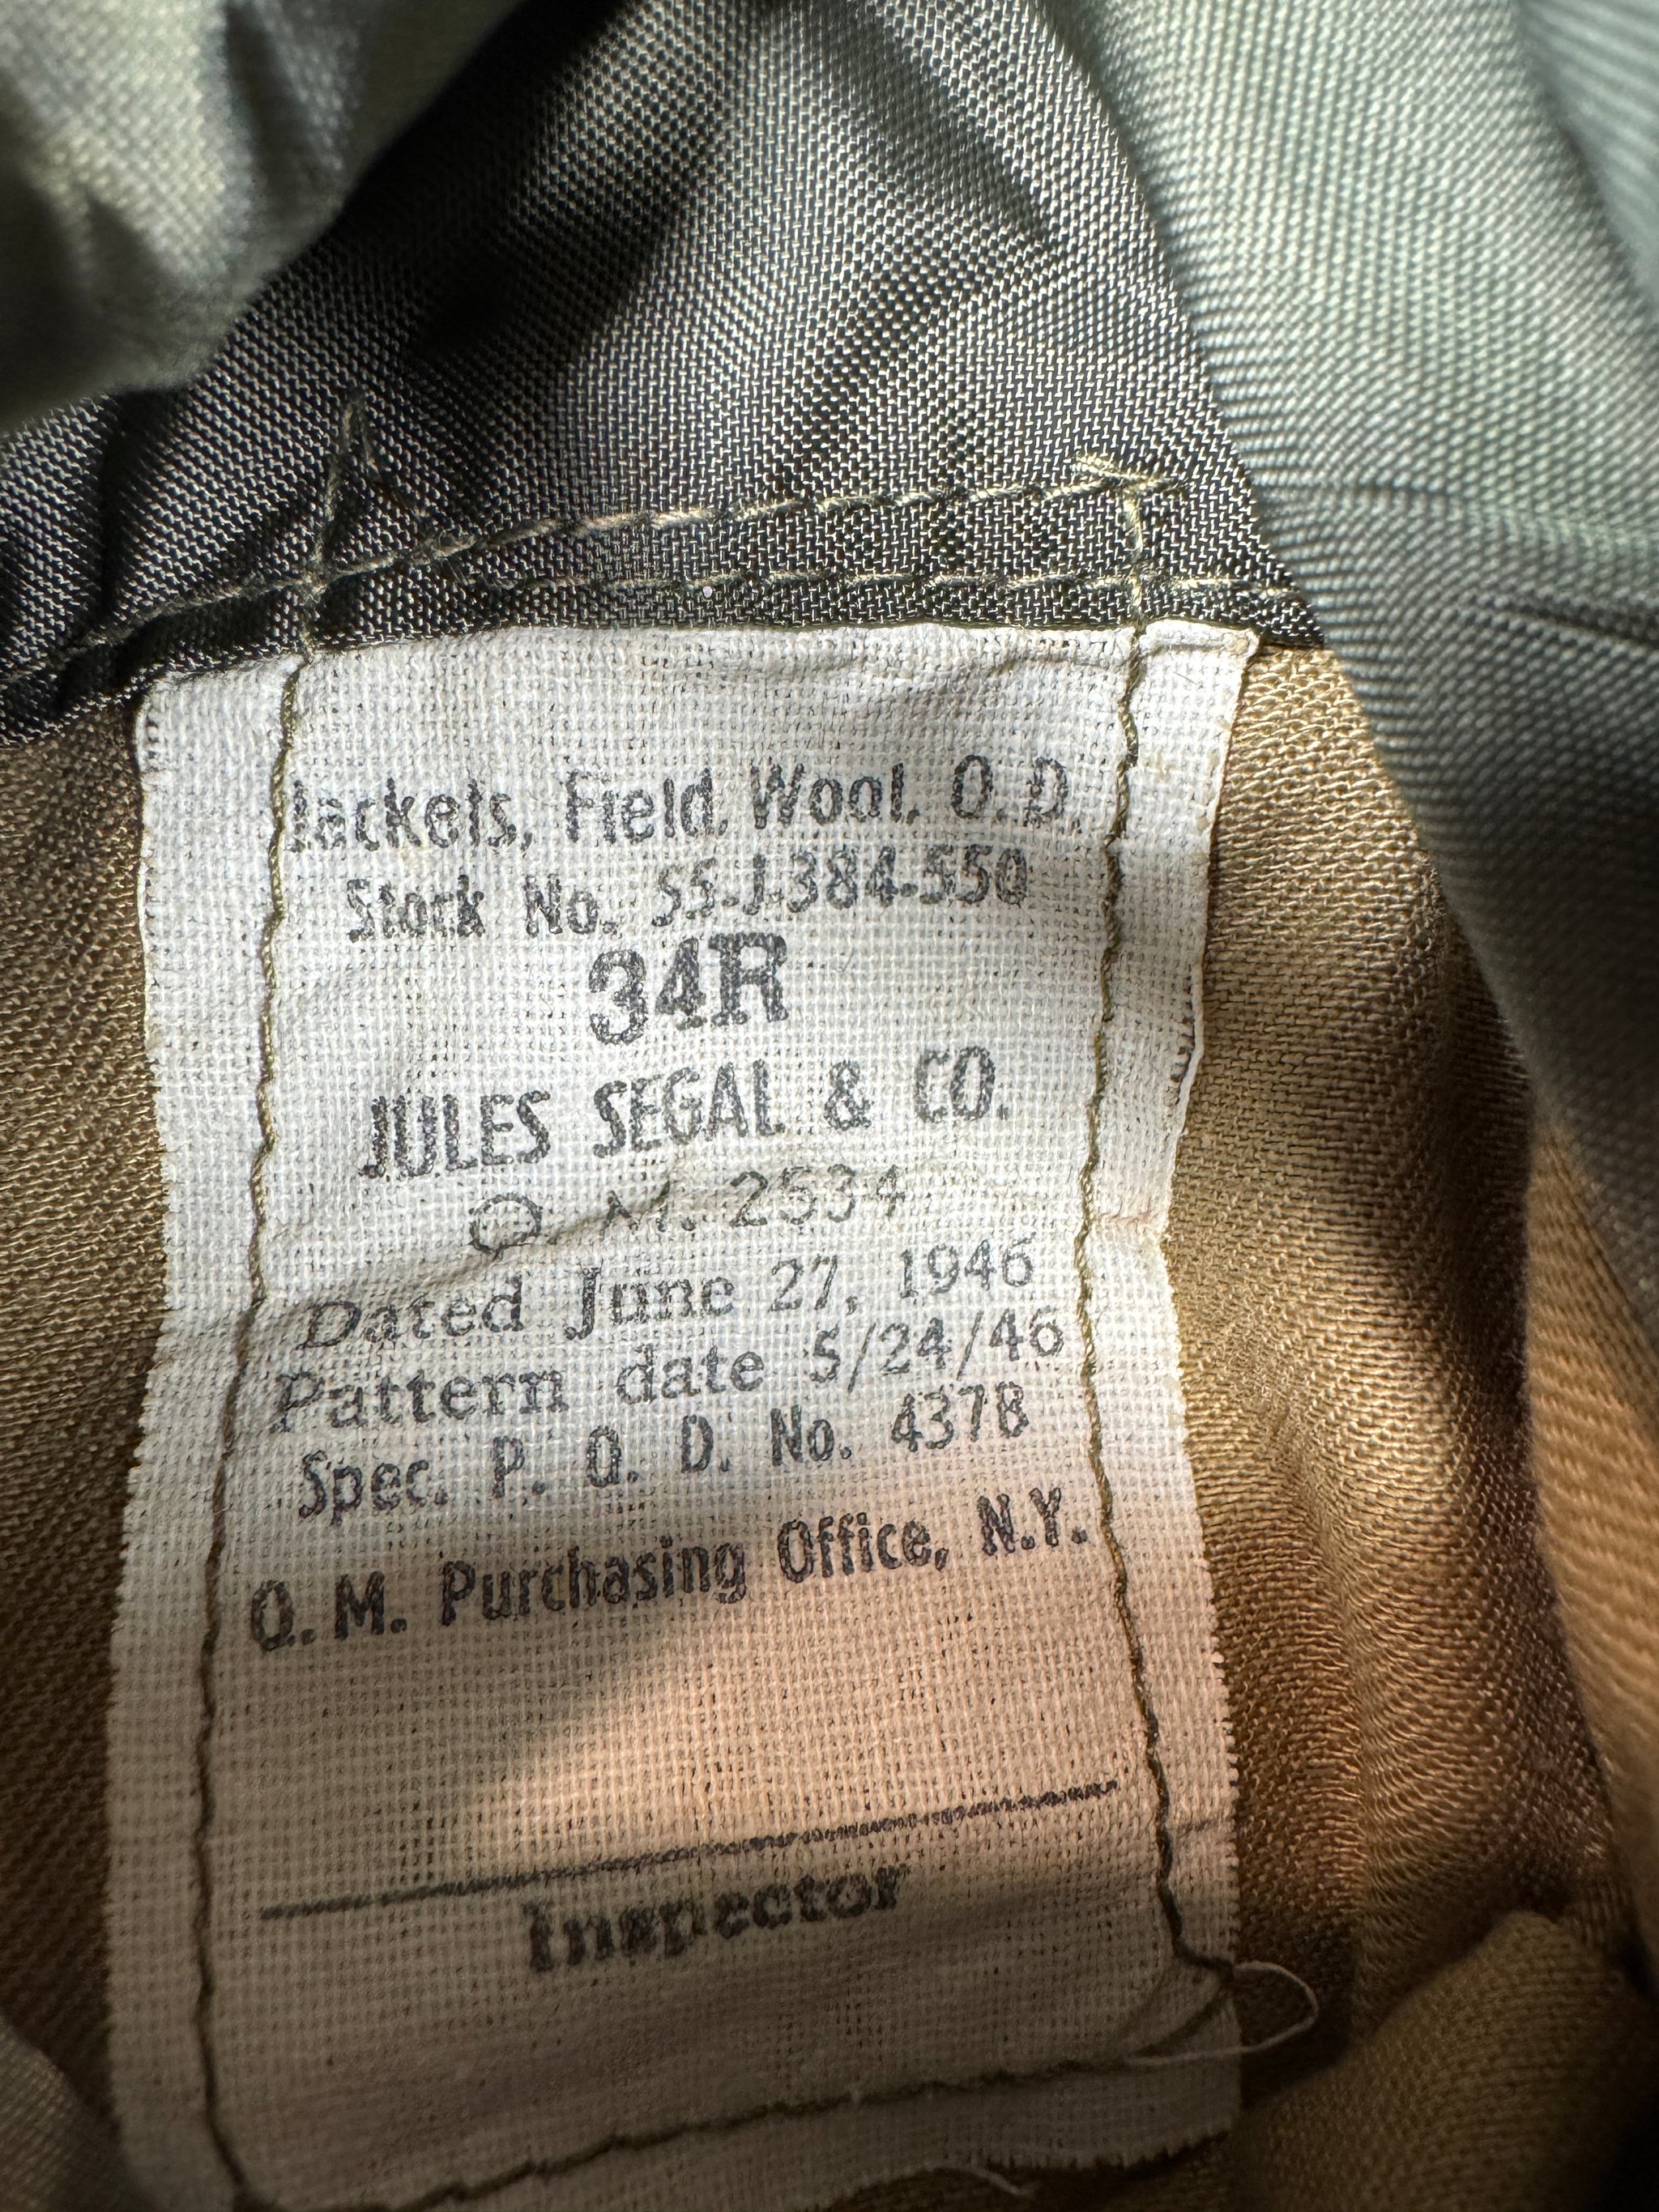 Jackets, Field, Wool, O. D.
Stock No. 55-J-384-550
34R
JULES SEGAL & CO.
O. M. 2534
Dated June 27, 1946
Pattern date 5/24/46
Spec. P. Q. D. No. 437B
Q. M. Purchasing Office, N.Y.
Inspector